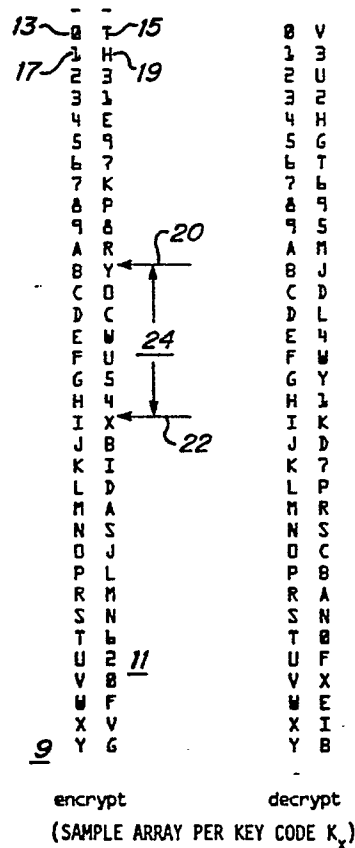 13 0 T 15 0 V
17 1 H 19 1 3
2 3 2 U
3 1 3 2
4 E 4 H
5 9 5 G
6 7 6 T
7 K 7 6
8 P 8 9
9 8 9 5
A R 20 A M
B Y B J
C O C D
D C D L
E W 24 E 4
F U F W
G 5 G Y
H 4 H 1
I X 22 I K
J B J O
K I K 7
L D L P
M A M R
N S N S
O J O C
P L P 8
R M R A
S N S N
T 6 T 0
U 2 11 U F
V 0 V X
W F W E
X V X I
9 Y G Y B
encrypt decrypt
(SAMPLE ARRAY PER KEY CODE Kx)